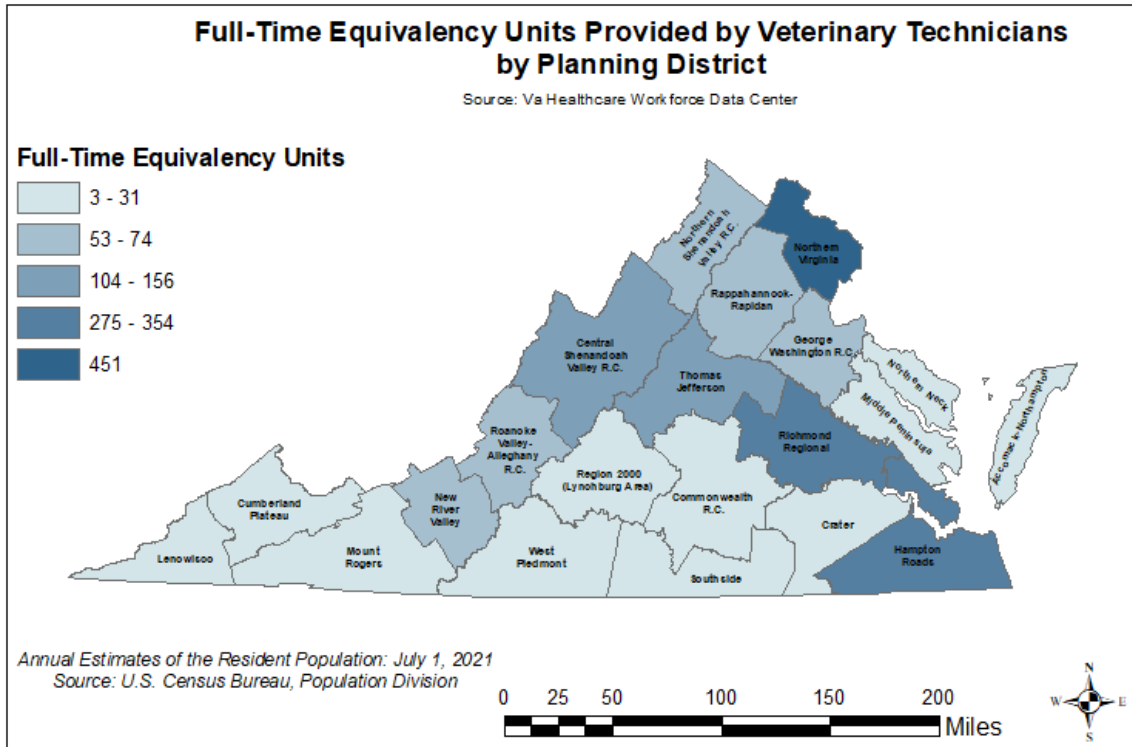 Full-Time Equivalency Units Provided by Veterinary Technicians
by Planning District
Source: Va Healthcare Workforce Data Center
Full-Time Equivalency Units
3 - 31
53 - 74
104 - 156
275 - 354
451
Northern
Shenandoah
Valley R.C.
Northern
Virginia
Rappahannock-
Rapidan
Central
Shenandoah
Valley R.C.
George
Washington R.C.
Thomas
Jefferson
Northern Neck
Middle Peninsula
Accomack-Northampton
Roanoke
Valley-
Alleghany
R.C.
Richmond
Regional
Region 2000
(Lynchburg Area)
Commonwealth
R.C.
Cumberland
Plateau
New
River
Valley
Crater
Lenowisco
Mount
Rogers
West
Piedmont
Southside
Hampton
Roads
Annual Estimates of the Resident Population: July 1, 2021
Source: U.S. Census Bureau, Population Division
0 25 50 100 150 200
Miles
N
W E
S